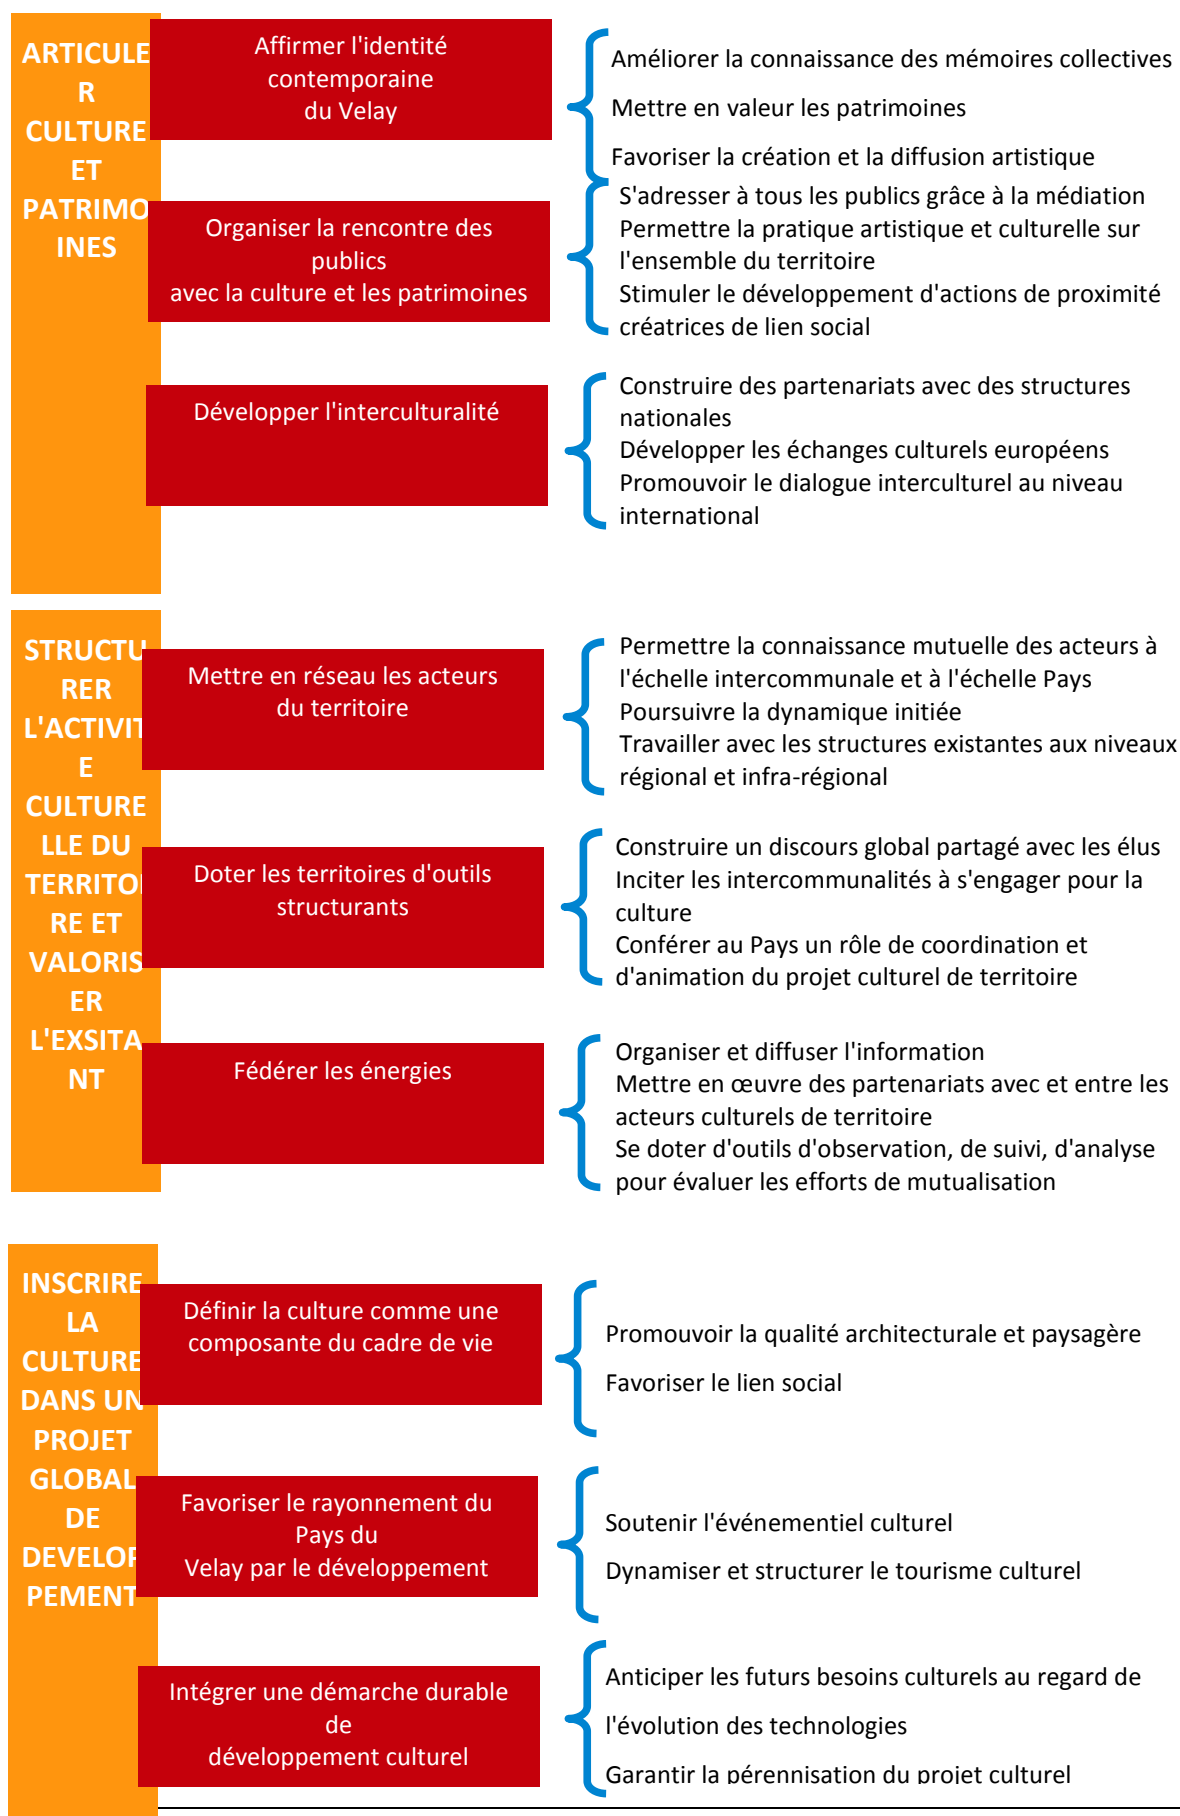 ARTICULE
R
CULTURE
ET
PATRIMO
INES
Affirmer l'identité
contemporaine
du Velay
Améliorer la connaissance des mémoires collectives
Mettre en valeur les patrimoines
Favoriser la création et la diffusion artistique
Organiser la rencontre des
publics
avec la culture et les patrimoines
S'adresser à tous les publics grâce à la médiation
Permettre la pratique artistique et culturelle sur
l'ensemble du territoire
Stimuler le développement d'actions de proximité
créatrices de lien social
Développer l'interculturalité
Construire des partenariats avec des structures
nationales
Développer les échanges culturels européens
Promouvoir le dialogue interculturel au niveau
international
STRUCTU
RER
L'ACTIVIT
E
CULTURE
LLE DU
TERRITOI
RE ET
VALORIS
ER
L'EXSITA
NT
Mettre en réseau les acteurs
du territoire
Permettre la connaissance mutuelle des acteurs à
l'échelle intercommunale et à l'échelle Pays
Poursuivre la dynamique initiée
Travailler avec les structures existantes aux niveaux
régional et infra-régional
Doter les territoires d'outils
structurants
Construire un discours global partagé avec les élus
Inciter les intercommunalités à s'engager pour la
culture
Conférer au Pays un rôle de coordination et
d'animation du projet culturel de territoire
Fédérer les énergies
Organiser et diffuser l'information
Mettre en œuvre des partenariats avec et entre les
acteurs culturels de territoire
Se doter d'outils d'observation, de suivi, d'analyse
pour évaluer les efforts de mutualisation
INSCRIRE
LA
CULTURE
DANS UN
PROJET
GLOBAL
DE
DEVELOP
PEMENT
Définir la culture comme une
composante du cadre de vie
Promouvoir la qualité architecturale et paysagère
Favoriser le lien social
Favoriser le rayonnement du
Pays du
Velay par le développement
Soutenir l'événementiel culturel
Dynamiser et structurer le tourisme culturel
Intégrer une démarche durable
de
développement culturel
Anticiper les futurs besoins culturels au regard de
l'évolution des technologies
Garantir la pérennisation du projet culturel